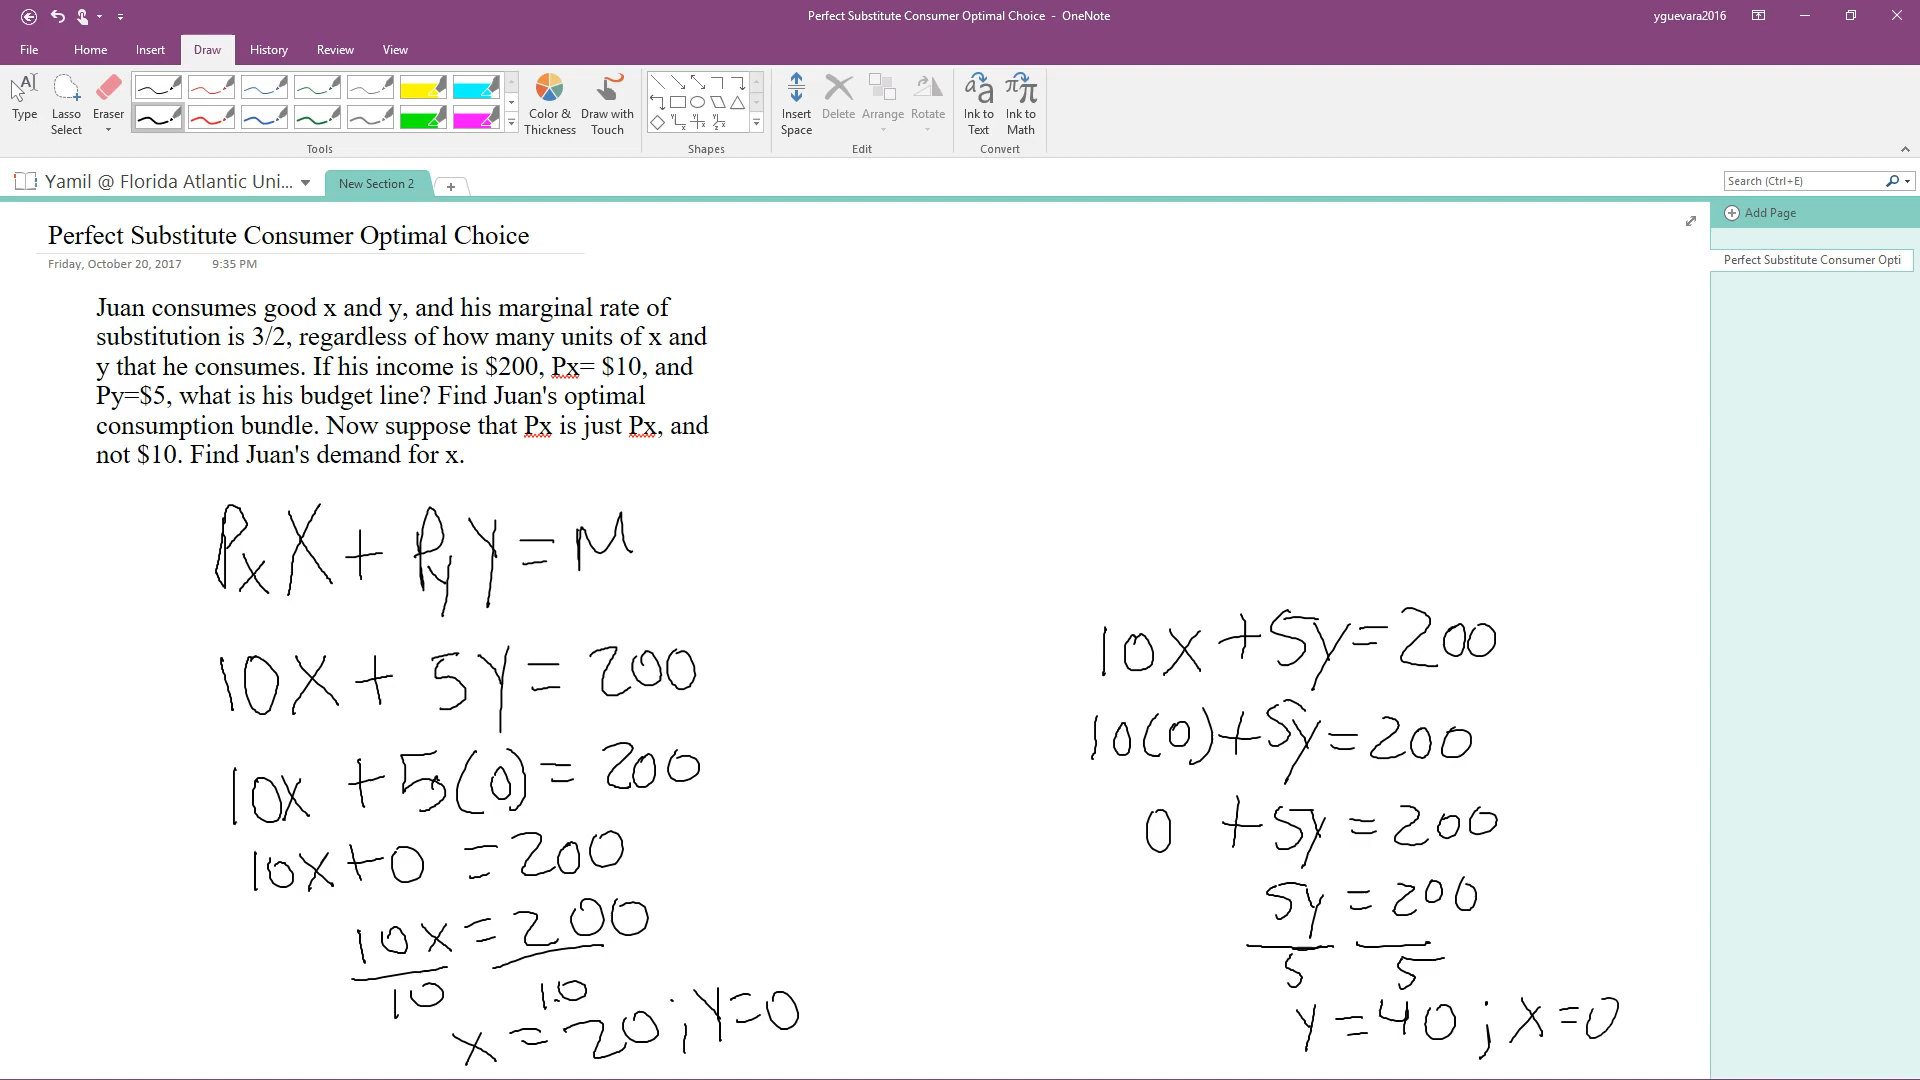 Perfect Substitute Consumer Optimal Choice - OneNote
yguevara2016
File Home Insert Draw History Review View
Type
Lasso Select
Eraser
Color & Thickness
Draw with Touch
Insert Space
Delete
Arrange
Rotate
Ink to Text
Ink to Math
Tools
Shapes
Edit
Convert
Yamil @ Florida Atlantic Uni...
New Section 2
Search (Ctrl+E)
Add Page
Perfect Substitute Consumer Opti
Perfect Substitute Consumer Optimal Choice
Friday, October 20, 2017 9:35 PM
Juan consumes good x and y, and his marginal rate of
substitution is 3/2, regardless of how many units of x and
y that he consumes. If his income is $200, Px= $10, and
Py=$5, what is his budget line? Find Juan's optimal
consumption bundle. Now suppose that Px is just Px, and
not $10. Find Juan's demand for x.
PxX + PyY = M
10X + 5Y = 200
10x + 5(0) = 200
10x + 0 = 200
10x = 200
10 10
x = 20 ; Y = 0
10x + 5y = 200
10(0) + 5y = 200
0 + 5y = 200
5y = 200
5 5
y = 40 ; X = 0